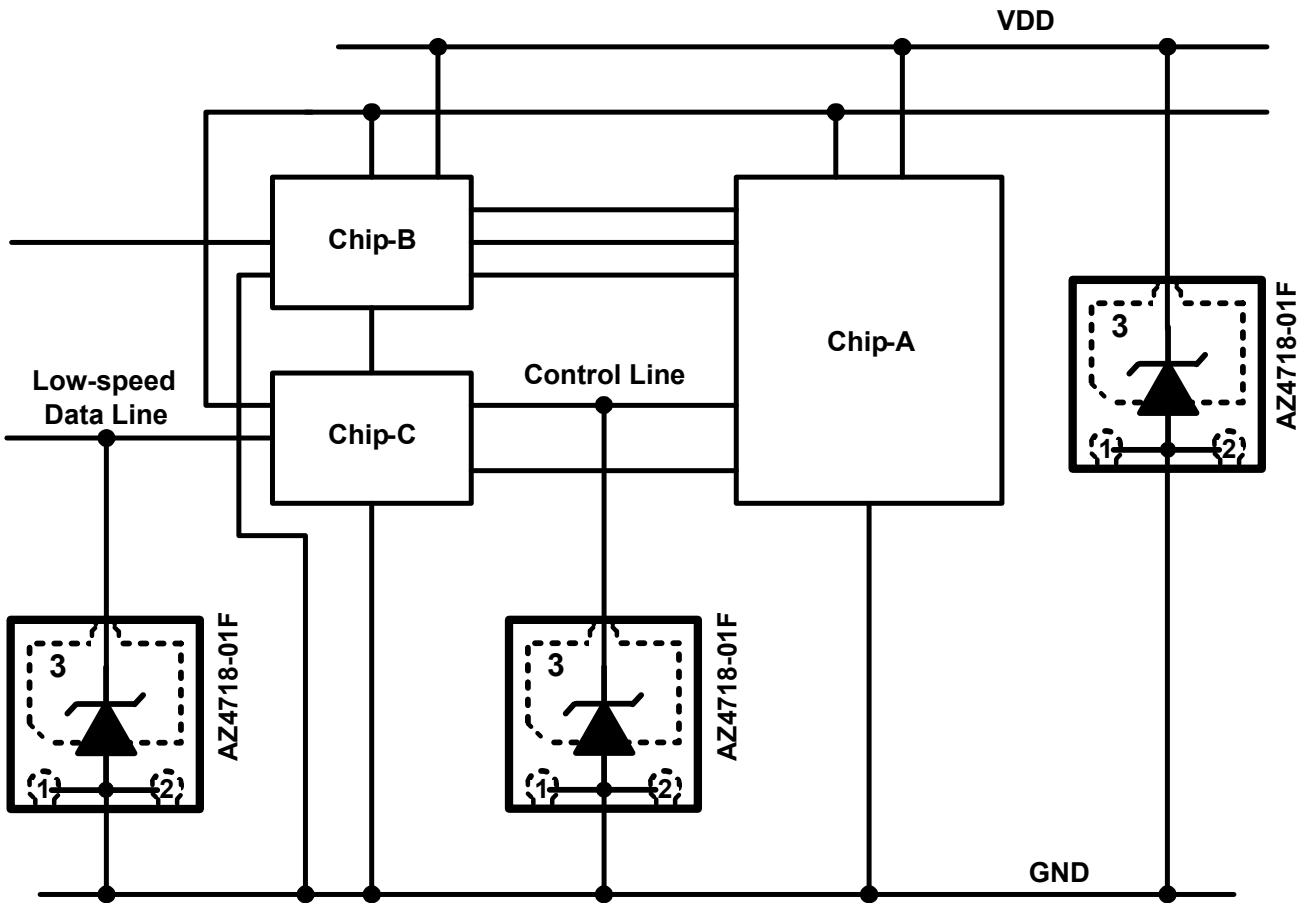 VDD
Chip-B
Chip-A
3
AZ4718-01F
1
2
Low-speed
Data Line
Control Line
Chip-C
3
AZ4718-01F
1
2
3
AZ4718-01F
1
2
GND